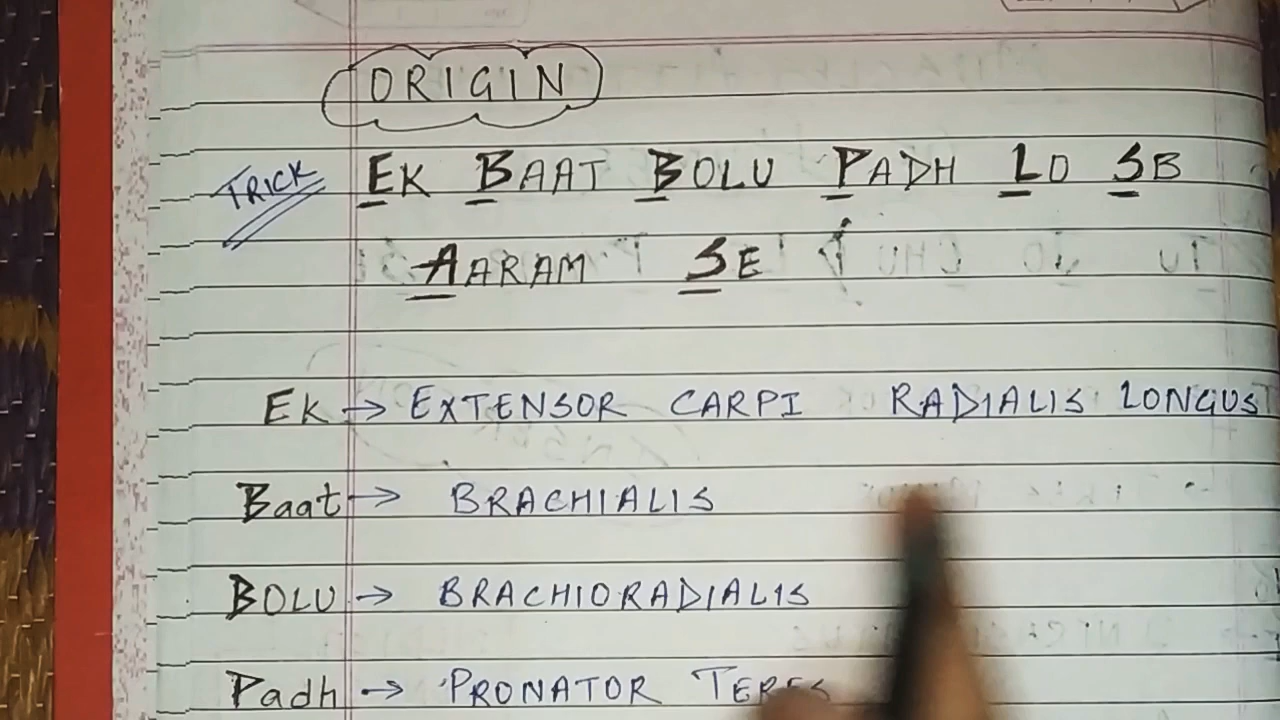 ORIGIN
TRICK EK BAAT BOLU PADH LO SB
AARAM SE
EK → EXTENSOR CARPI RADIALIS LONGUS
Baat → BRACHIALIS
BOLU → BRACHIORADIALIS
Padh → PRONATOR TERES